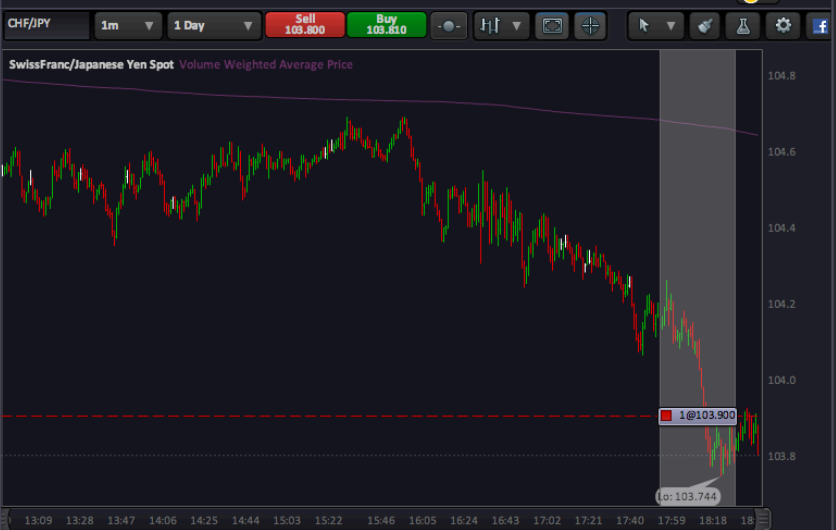 CHF/JPY 1m 1 Day Sell Buy
103.800 103.810
f
SwissFranc/Japanese Yen Spot Volume Weighted Average Price
104.8
104.6
104.4
104.2
104.0
1@103.900
103.8
Lo: 103.744
13:09 13:28 13:47 14:06 14:25 14:44 15:03 15:22 15:46 16:05 16:24 16:43 17:02 17:21 17:40 17:59 18:18 18: